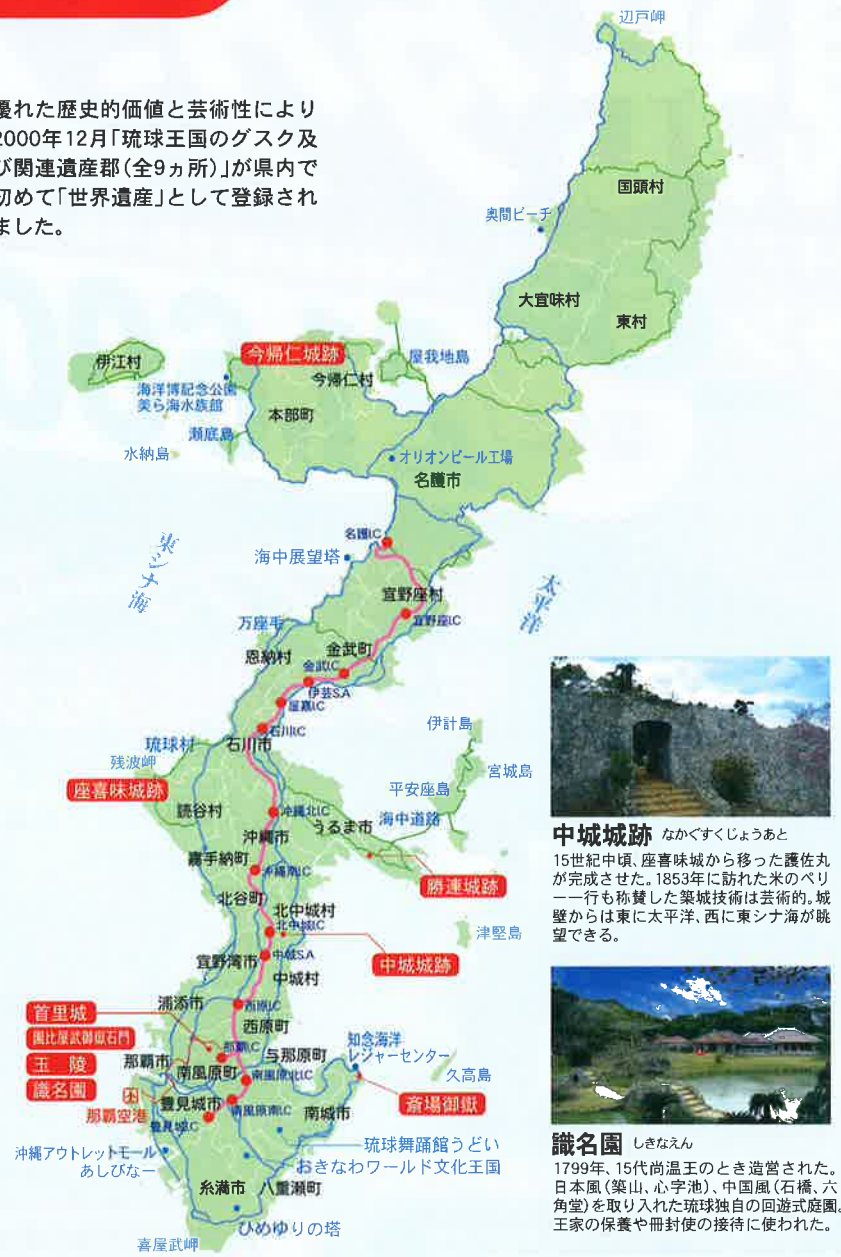 優れた歴史的価値と芸術性により
2000年12月「琉球王国のグスク及
び関連遺産郡(全9ヵ所)」が県内で
初めて「世界遺産」として登録され
ました。
辺戸岬
国頭村
奥間ビーチ
大宜味村
東村
伊江村
今帰仁城跡
今帰仁村
屋我地島
海洋博記念公園
美ら海水族館
本部町
瀬底島
水納島
オリオンビール工場
名護市
名護I.C
東シナ海
海中展望塔
太平洋
宜野座村
宜野座I.C
万座毛
恩納村
金武町
金武I.C
伊芸S.A
屋嘉I.C
石川I.C
石川市
琉球村
残波岬
座喜味城跡
読谷村
伊計島
宮城島
平安座島
海中道路
沖縄北I.C
うるま市
沖縄市
嘉手納町
沖縄南I.C
勝連城跡
北谷町
北中城村
北中城I.C
津堅島
宜野湾市
中城S.A
中城村
中城城跡
浦添市
西原I.C
西原町
首里城
園比屋武御嶽石門
玉 陵
識名園
那覇市
那覇I.C
与那原町
知念海洋
レジャーセンター
久高島
南風原町
南風原北I.C
斎場御嶽
那覇空港
豊見城市
豊見城I.C
南風原南I.C
南城市
沖縄アウトレットモール
あしびなー
琉球舞踊館うどい
おきなわワールド文化王国
糸満市
八重瀬町
ひめゆりの塔
喜屋武岬
中城城跡 なかぐすくじょうあと
15世紀中頃、座喜味城から移った護佐丸
が完成させた。1853年に訪れた米のペリ
ー一行も称賛した築城技術は芸術的。城
壁からは東に太平洋、西に東シナ海が眺
望できる。
識名園 しきなえん
1799年、15代尚温王のとき造営された。
日本風(築山、心字池)、中国風(石橋、六
角堂)を取り入れた琉球独自の回遊式庭園。
王家の保養や冊封使の接待に使われた。